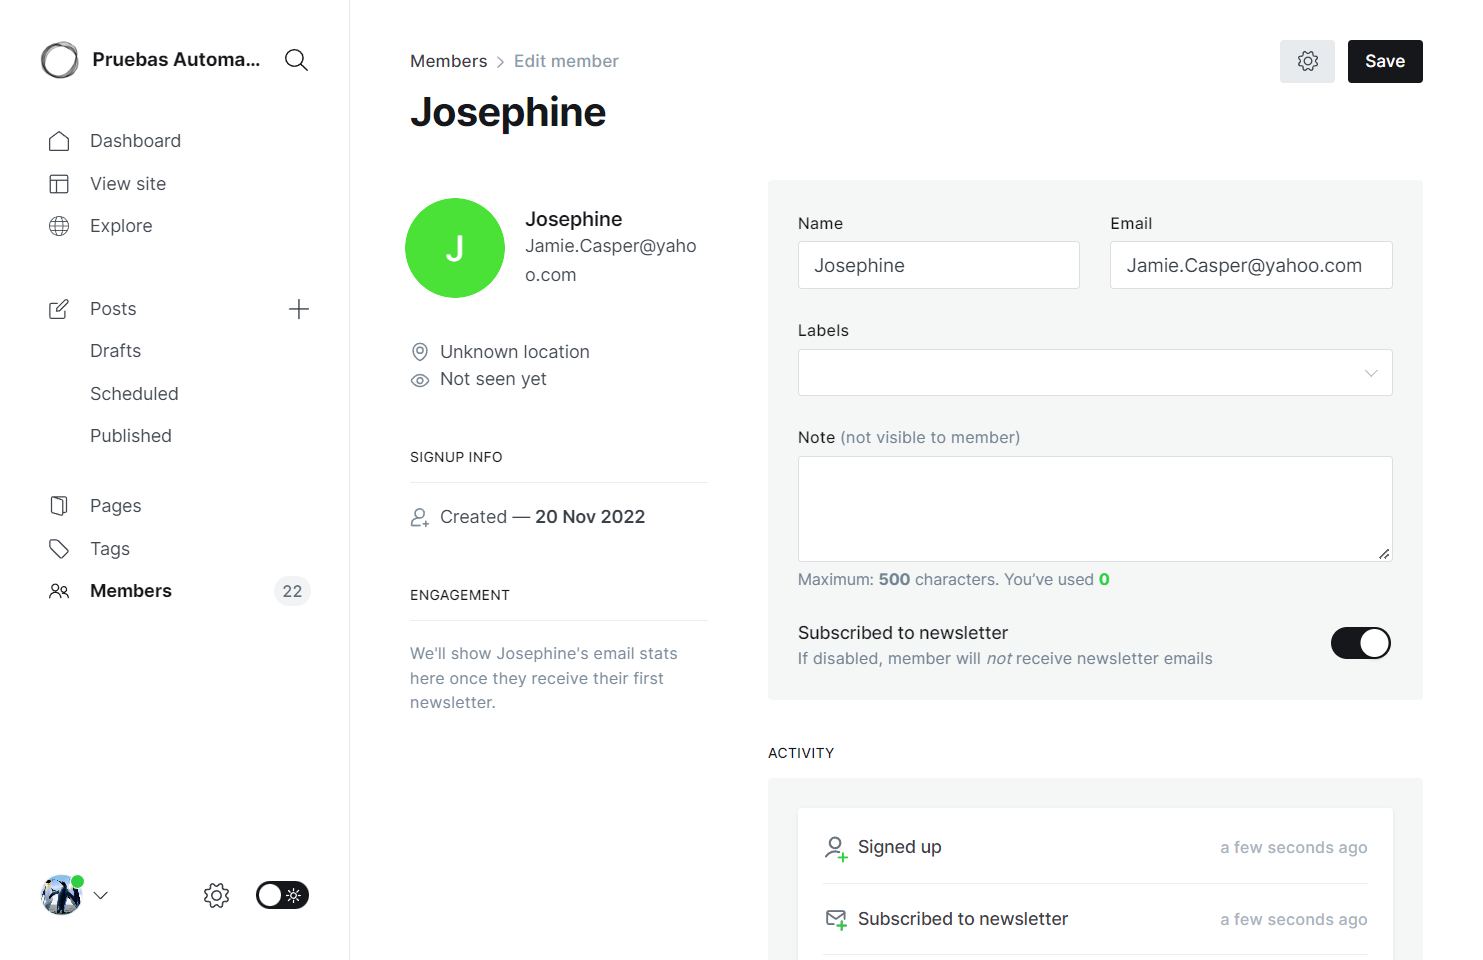 Pruebas Automa...
Dashboard
View site
Explore
Posts
Drafts
Scheduled
Published
Pages
Tags
Members
22
Members
Edit member
Save
Josephine
J
Josephine
Jamie.Casper@yaho
o.com
Unknown location
Not seen yet
SIGNUP INFO
Created — 20 Nov 2022
ENGAGEMENT
We'll show Josephine's email stats
here once they receive their first
newsletter.
Name
Email
Josephine
Jamie.Casper@yahoo.com
Labels
Note (not visible to member)
Maximum: 500 characters. You’ve used 0
Subscribed to newsletter
If disabled, member will not receive newsletter emails
ACTIVITY
Signed up
a few seconds ago
Subscribed to newsletter
a few seconds ago